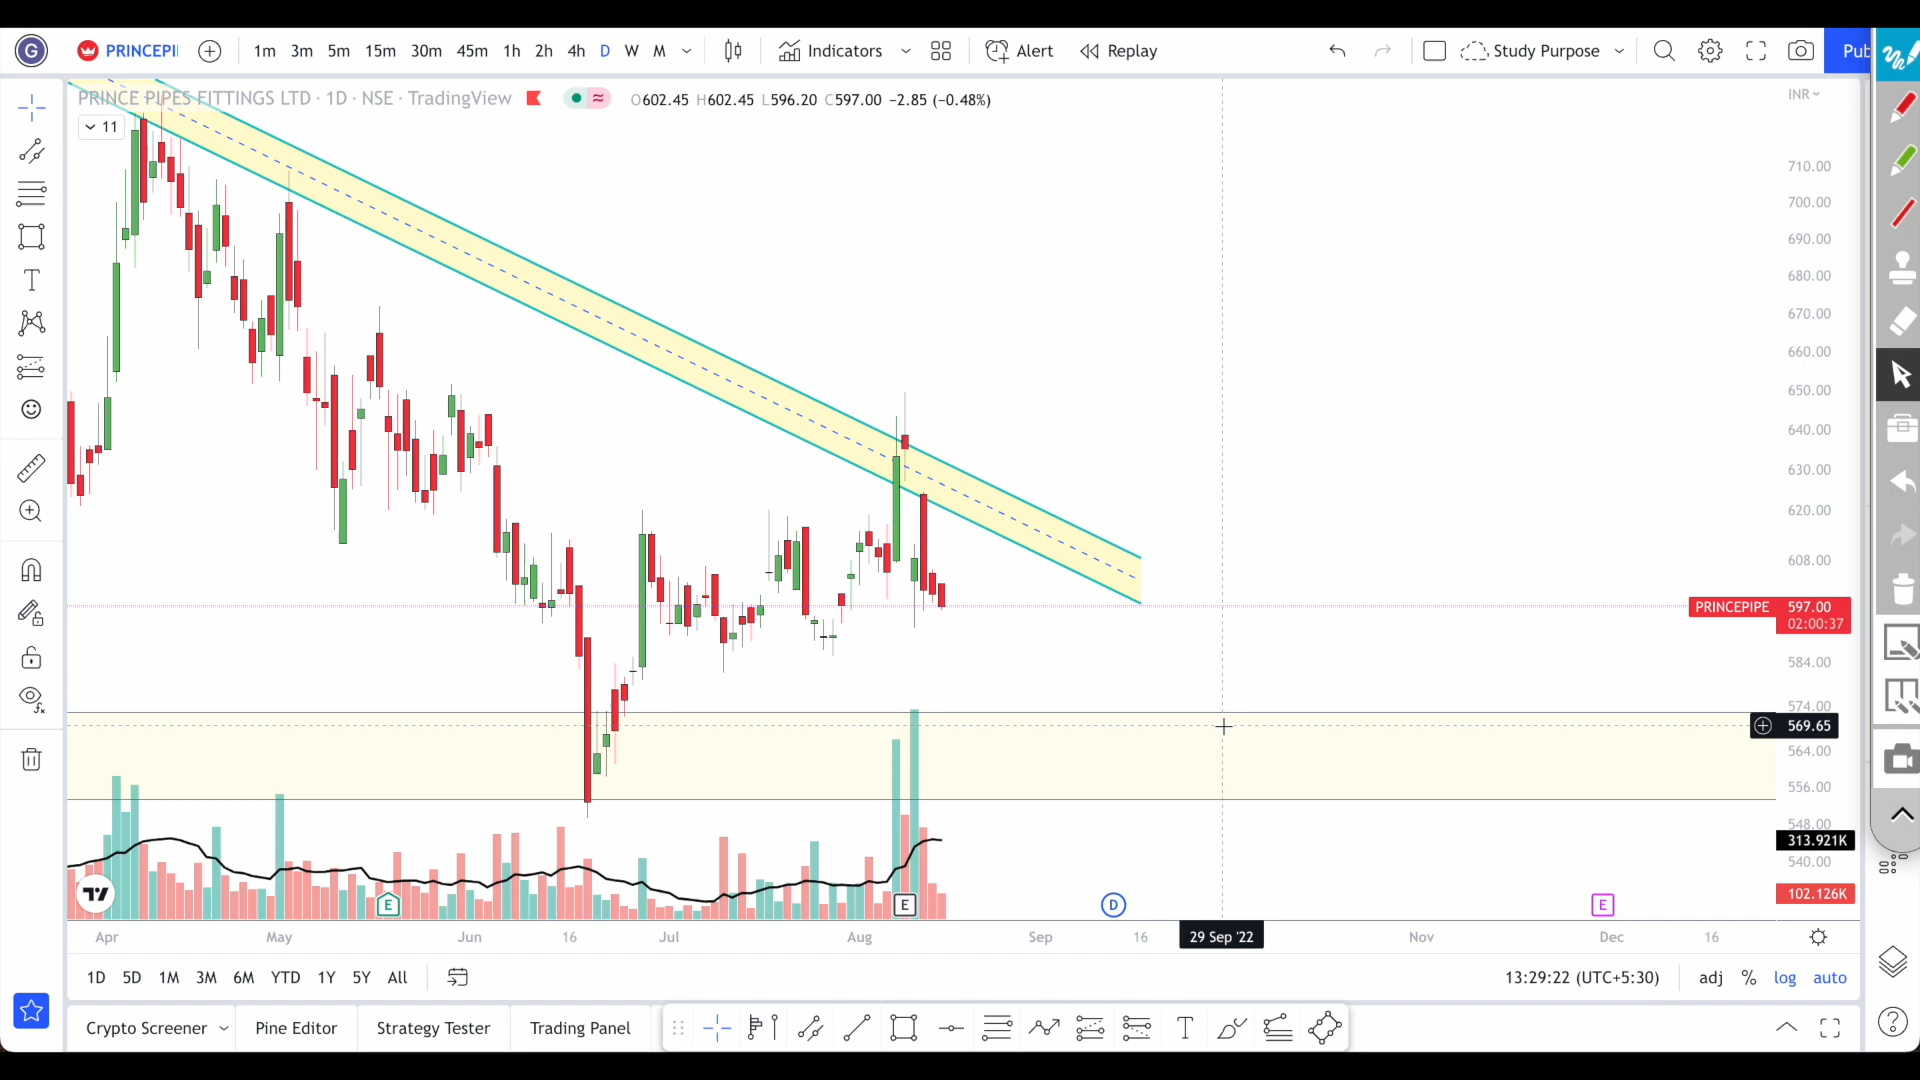 G PRINCEPI 1m 3m 5m 15m 30m 45m 1h 2h 4h D W M Indicators Alert Replay Study Purpose Pub
PRINCE PIPES FITTINGS LTD · 1D · NSE · TradingView O602.45 H602.45 L596.20 C597.00 −2.85 (−0.48%) INR
11
710.00
700.00
690.00
680.00
670.00
660.00
650.00
640.00
630.00
620.00
608.00
PRINCEPIPE 597.00
02:00:37
584.00
574.00
569.65
564.00
556.00
548.00
313.921K
540.00
102.126K
E E D E
Apr May Jun 16 Jul Aug Sep 16 29 Sep '22 Nov Dec 16
1D 5D 1M 3M 6M YTD 1Y 5Y All 13:29:22 (UTC+5:30) adj % log auto
Crypto Screener Pine Editor Strategy Tester Trading Panel